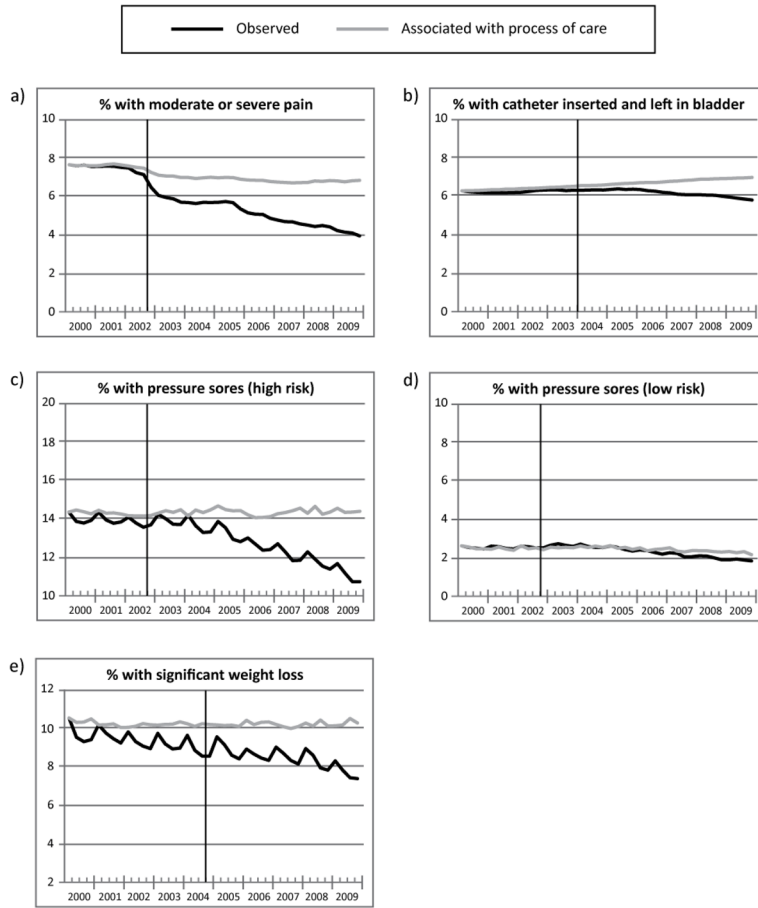 Observed Associated with process of care
a)
% with moderate or severe pain
10
8
6
4
2
0
2000 2001 2002 2003 2004 2005 2006 2007 2008 2009
b)
% with catheter inserted and left in bladder
10
8
6
4
2
0
2000 2001 2002 2003 2004 2005 2006 2007 2008 2009
c)
% with pressure sores (high risk)
20
18
16
14
12
10
2000 2001 2002 2003 2004 2005 2006 2007 2008 2009
d)
% with pressure sores (low risk)
10
8
6
4
2
0
2000 2001 2002 2003 2004 2005 2006 2007 2008 2009
e)
% with significant weight loss
12
10
8
6
4
2
2000 2001 2002 2003 2004 2005 2006 2007 2008 2009